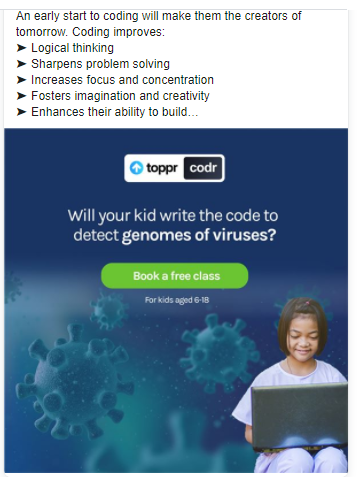 An early start to coding will make them the creators of
tomorrow. Coding improves:
➤ Logical thinking
➤ Sharpens problem solving
➤ Increases focus and concentration
➤ Fosters imagination and creativity
➤ Enhances their ability to build...
toppr codr
Will your kid write the code to
detect genomes of viruses?
Book a free class
For kids aged 6-18